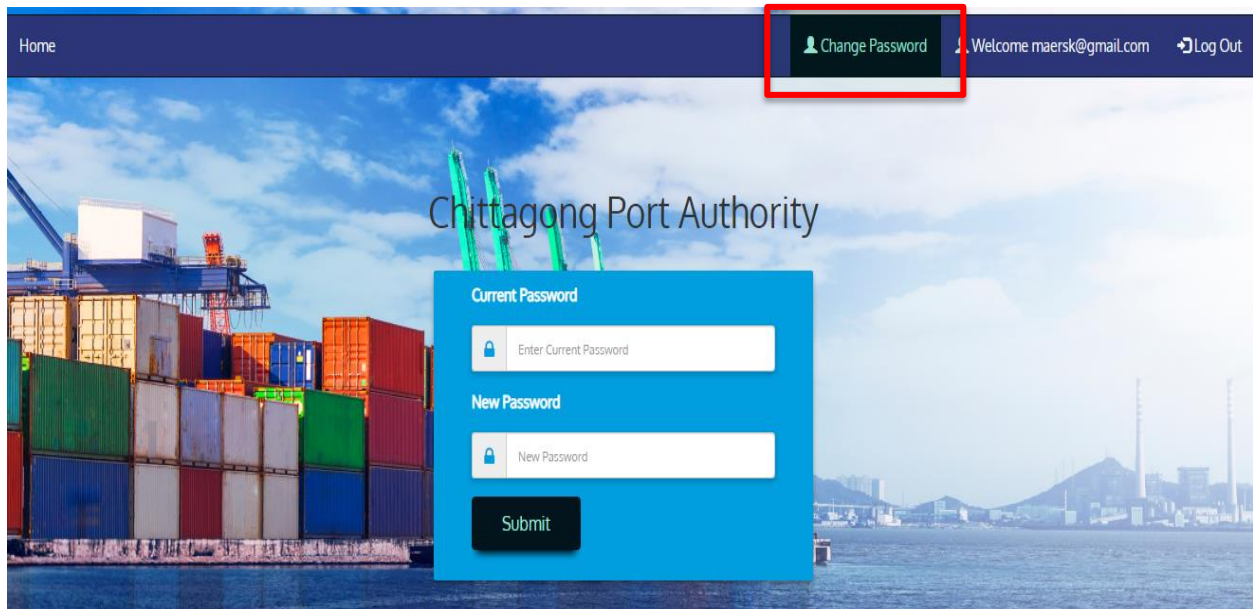 Home
Change Password
Welcome maersk@gmail.com
Log Out
Chittagong Port Authority
Current Password
Enter Current Password
New Password
New Password
Submit